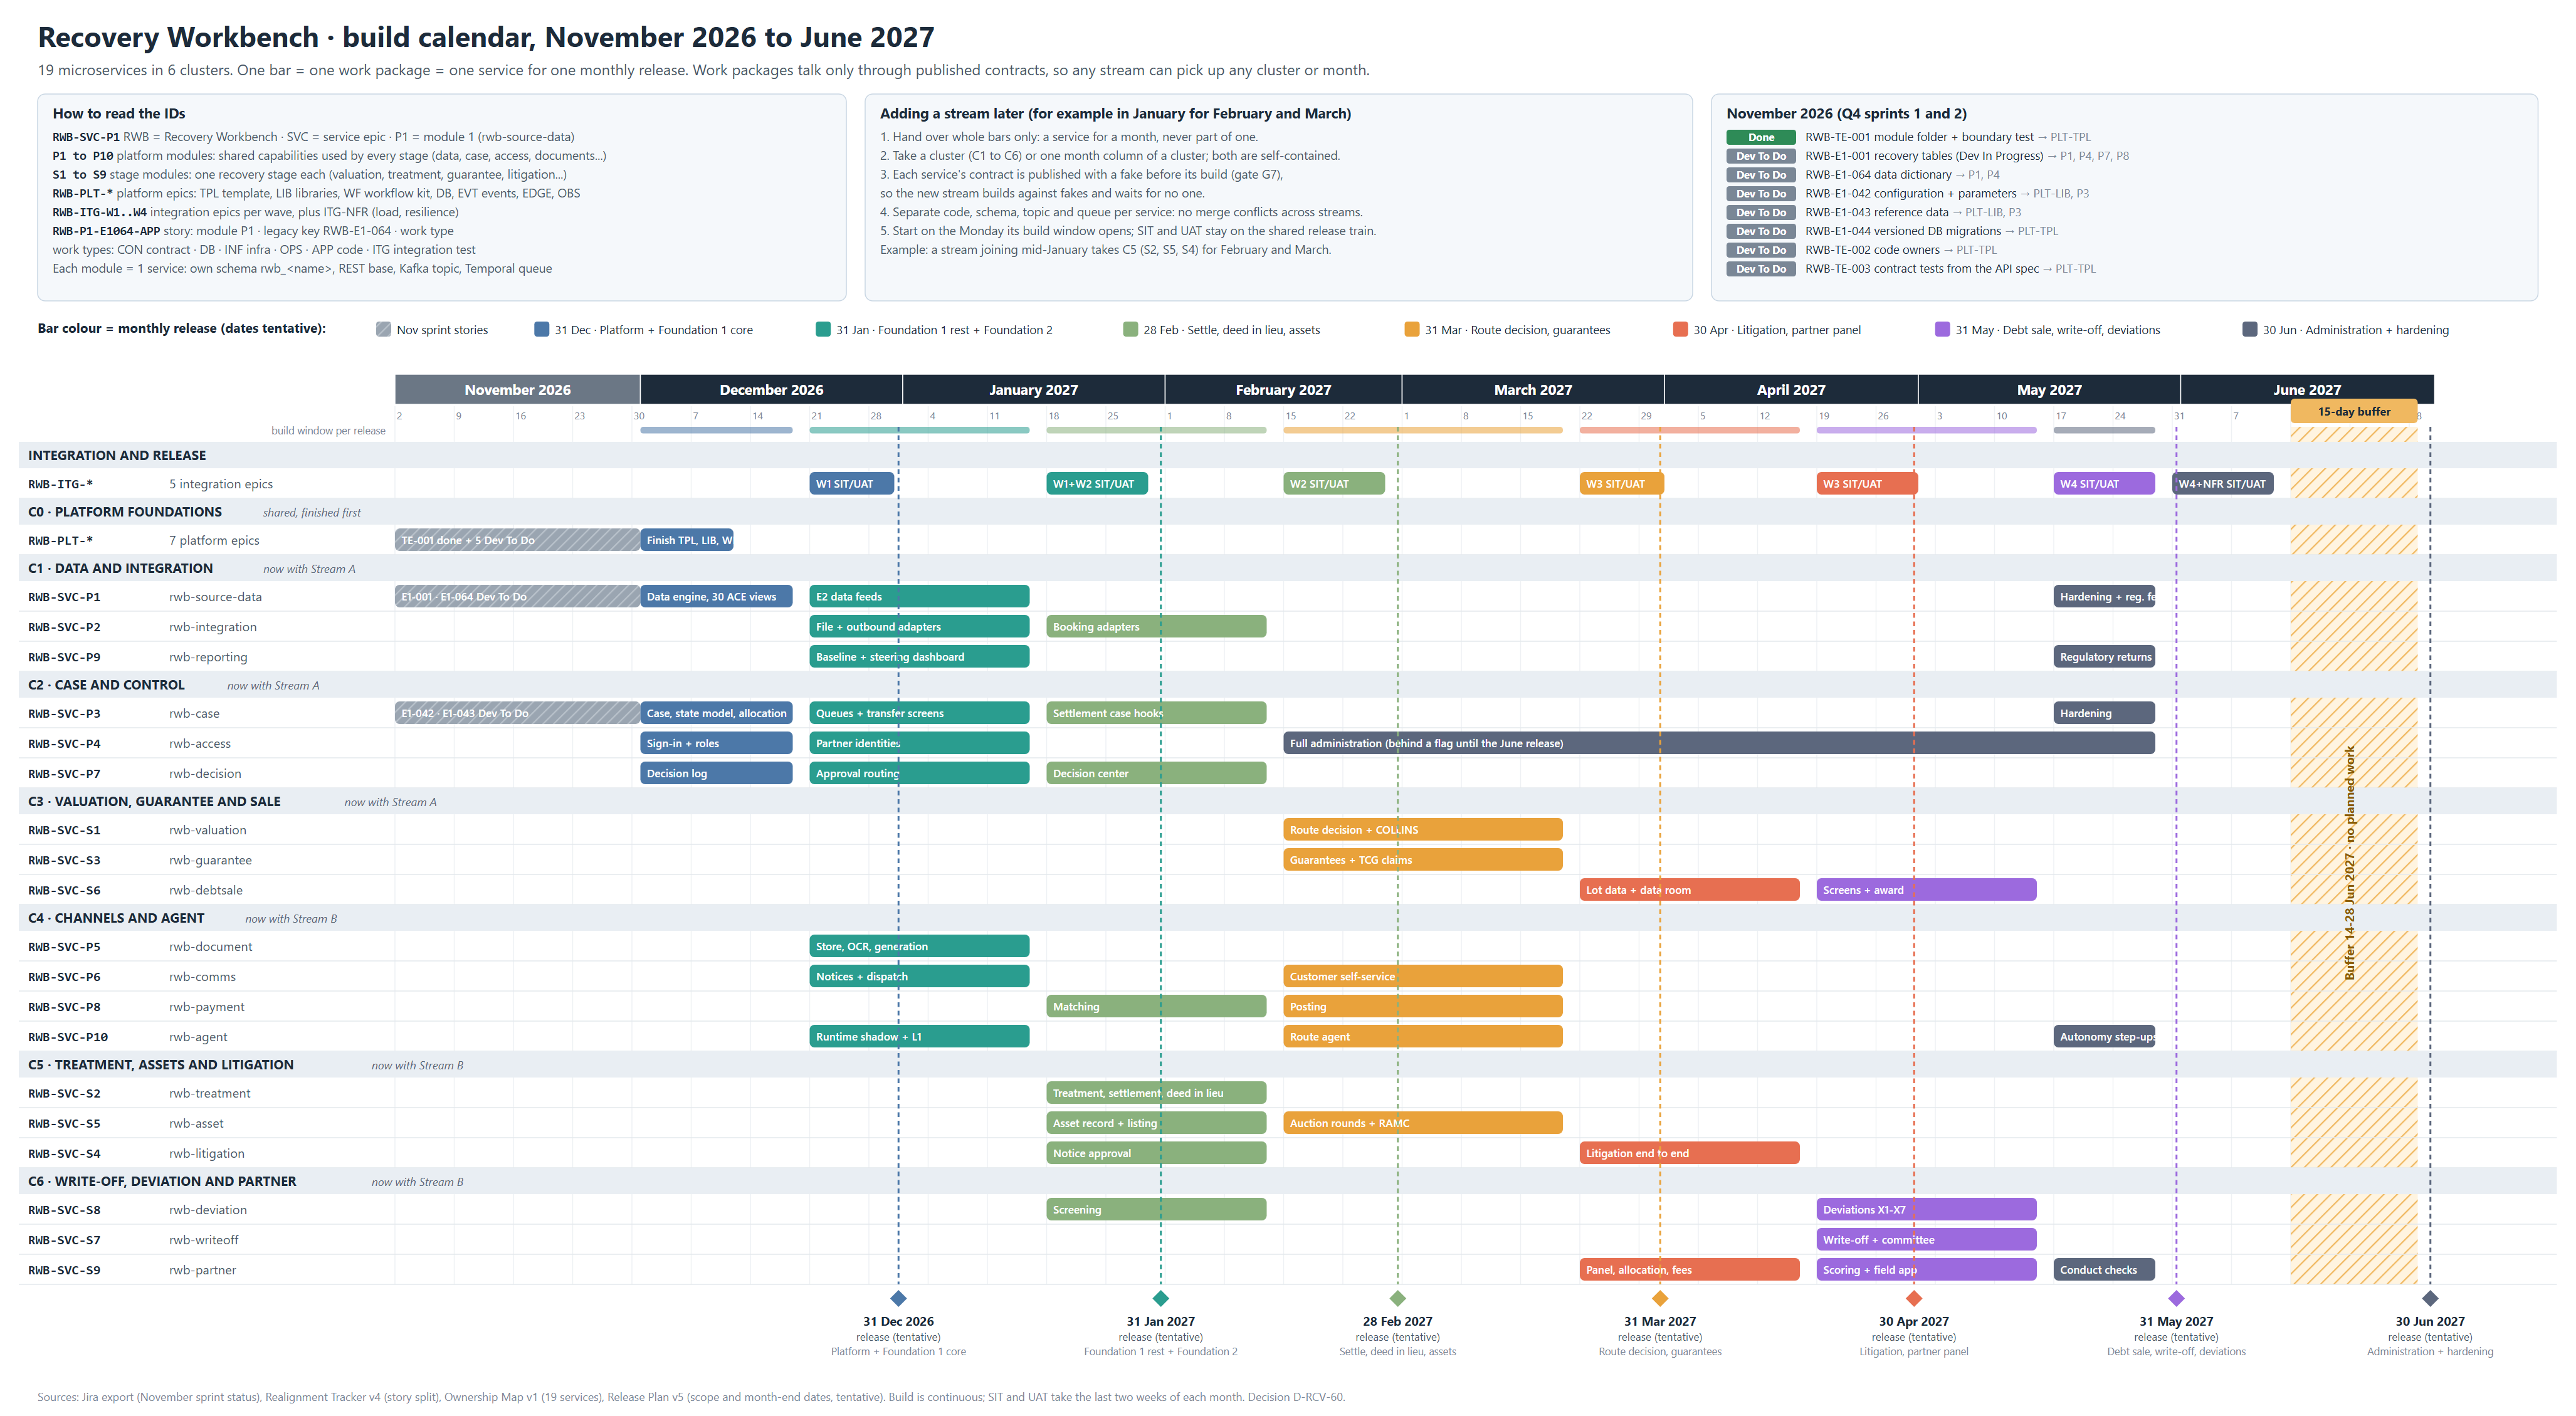 Recovery Workbench · build calendar, November 2026 to June 2027
19 microservices in 6 clusters. One bar = one work package = one service for one monthly release. Work packages talk only through published contracts, so any stream can pick up any cluster or month.
How to read the IDs
RWB-SVC-P1 RWB = Recovery Workbench · SVC = service epic · P1 = module 1 (rwb-source-data)
P1 to P10 platform modules: shared capabilities used by every stage (data, case, access, documents...)
S1 to S9 stage modules: one recovery stage each (valuation, treatment, guarantee, litigation...)
RWB-PLT-* platform epics: TPL template, LIB libraries, WF workflow kit, DB, EVT events, EDGE, OBS
RWB-ITG-W1..W4 integration epics per wave, plus ITG-NFR (load, resilience)
RWB-P1-E1064-APP story: module P1 · legacy key RWB-E1-064 · work type
work types: CON contract · DB · INF infra · OPS · APP code · ITG integration test
Each module = 1 service: own schema rwb_<name>, REST base, Kafka topic, Temporal queue
Adding a stream later (for example in January for February and March)
1. Hand over whole bars only: a service for a month, never part of one.
2. Take a cluster (C1 to C6) or one month column of a cluster; both are self-contained.
3. Each service's contract is published with a fake before its build (gate G7),
so the new stream builds against fakes and waits for no one.
4. Separate code, schema, topic and queue per service: no merge conflicts across streams.
5. Start on the Monday its build window opens; SIT and UAT stay on the shared release train.
Example: a stream joining mid-January takes C5 (S2, S5, S4) for February and March.
November 2026 (Q4 sprints 1 and 2)
Done RWB-TE-001 module folder + boundary test → PLT-TPL
Dev To Do RWB-E1-001 recovery tables (Dev In Progress) → P1, P4, P7, P8
Dev To Do RWB-E1-064 data dictionary → P1, P4
Dev To Do RWB-E1-042 configuration + parameters → PLT-LIB, P3
Dev To Do RWB-E1-043 reference data → PLT-LIB, P3
Dev To Do RWB-E1-044 versioned DB migrations → PLT-TPL
Dev To Do RWB-TE-002 code owners → PLT-TPL
Dev To Do RWB-TE-003 contract tests from the API spec → PLT-TPL
Bar colour = monthly release (dates tentative): Nov sprint stories 31 Dec · Platform + Foundation 1 core 31 Jan · Foundation 1 rest + Foundation 2 28 Feb · Settle, deed in lieu, assets 31 Mar · Route decision, guarantees 30 Apr · Litigation, partner panel 31 May · Debt sale, write-off, deviations 30 Jun · Administration + hardening
November 2026 December 2026 January 2027 February 2027 March 2027 April 2027 May 2027 June 2027
2 9 16 23 30 7 14 21 28 4 11 18 25 1 8 15 22 1 8 15 22 29 5 12 19 26 3 10 17 24 31 7 15-day buffer 8
build window per release
INTEGRATION AND RELEASE
RWB-ITG-* 5 integration epics W1 SIT/UAT W1+W2 SIT/UAT W2 SIT/UAT W3 SIT/UAT W3 SIT/UAT W4 SIT/UAT W4+NFR SIT/UAT
C0 · PLATFORM FOUNDATIONS shared, finished first
RWB-PLT-* 7 platform epics TE-001 done + 5 Dev To Do Finish TPL, LIB, W
C1 · DATA AND INTEGRATION now with Stream A
RWB-SVC-P1 rwb-source-data E1-001 · E1-064 Dev To Do Data engine, 30 ACE views E2 data feeds Hardening + reg. fe
RWB-SVC-P2 rwb-integration File + outbound adapters Booking adapters
RWB-SVC-P9 rwb-reporting Baseline + steering dashboard Regulatory returns
C2 · CASE AND CONTROL now with Stream A
RWB-SVC-P3 rwb-case E1-042 · E1-043 Dev To Do Case, state model, allocation Queues + transfer screens Settlement case hooks Hardening
RWB-SVC-P4 rwb-access Sign-in + roles Partner identities Full administration (behind a flag until the June release)
RWB-SVC-P7 rwb-decision Decision log Approval routing Decision center
C3 · VALUATION, GUARANTEE AND SALE now with Stream A
RWB-SVC-S1 rwb-valuation Route decision + COLLINS
RWB-SVC-S3 rwb-guarantee Guarantees + TCG claims
RWB-SVC-S6 rwb-debtsale Lot data + data room Screens + award
Buffer 14-28 Jun 2027 · no planned work
C4 · CHANNELS AND AGENT now with Stream B
RWB-SVC-P5 rwb-document Store, OCR, generation
RWB-SVC-P6 rwb-comms Notices + dispatch Customer self-service
RWB-SVC-P8 rwb-payment Matching Posting
RWB-SVC-P10 rwb-agent Runtime shadow + L1 Route agent Autonomy step-ups
C5 · TREATMENT, ASSETS AND LITIGATION now with Stream B
RWB-SVC-S2 rwb-treatment Treatment, settlement, deed in lieu
RWB-SVC-S5 rwb-asset Asset record + listing Auction rounds + RAMC
RWB-SVC-S4 rwb-litigation Notice approval Litigation end to end
C6 · WRITE-OFF, DEVIATION AND PARTNER now with Stream B
RWB-SVC-S8 rwb-deviation Screening Deviations X1-X7
RWB-SVC-S7 rwb-writeoff Write-off + committee
RWB-SVC-S9 rwb-partner Panel, allocation, fees Scoring + field app Conduct checks
31 Dec 2026 31 Jan 2027 28 Feb 2027 31 Mar 2027 30 Apr 2027 31 May 2027 30 Jun 2027
release (tentative) release (tentative) release (tentative) release (tentative) release (tentative) release (tentative) release (tentative)
Platform + Foundation 1 core Foundation 1 rest + Foundation 2 Settle, deed in lieu, assets Route decision, guarantees Litigation, partner panel Debt sale, write-off, deviations Administration + hardening
Sources: Jira export (November sprint status), Realignment Tracker v4 (story split), Ownership Map v1 (19 services), Release Plan v5 (scope and month-end dates, tentative). Build is continuous; SIT and UAT take the last two weeks of each month. Decision D-RCV-60.